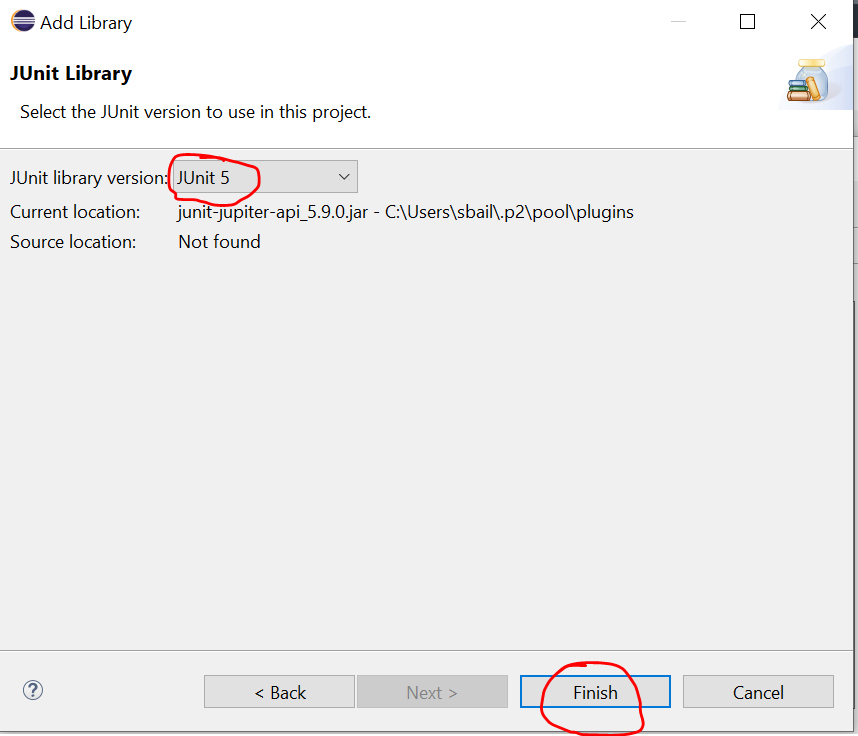 Add Library
JUnit Library
Select the JUnit version to use in this project.
JUnit library version: JUnit 5
Current location: junit-jupiter-api_5.9.0.jar - C:\Users\sbail\.p2\pool\plugins
Source location: Not found
? < Back Next > Finish Cancel